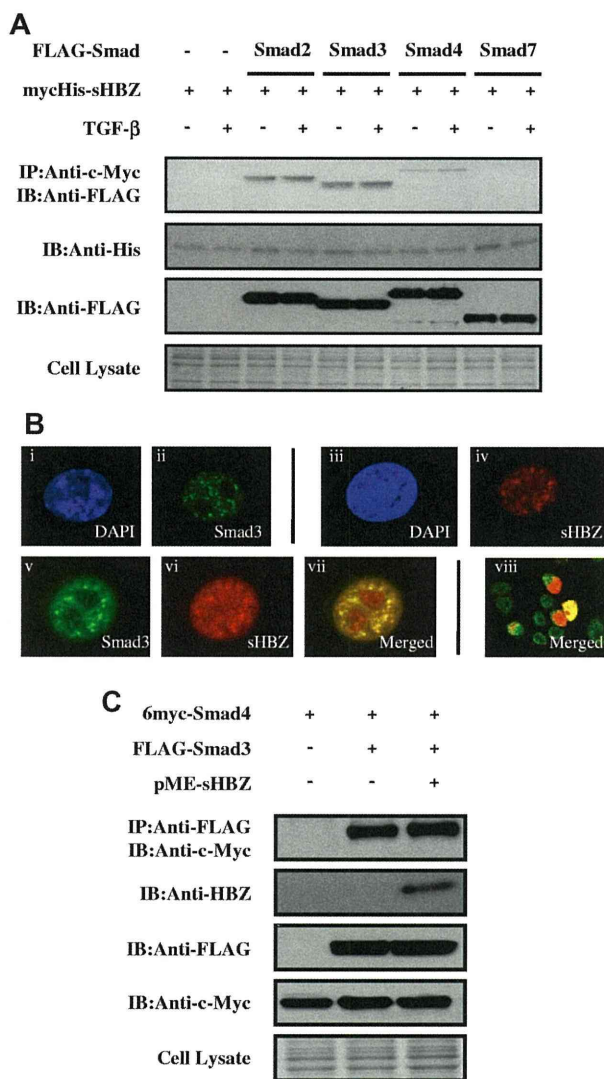 A
FLAG-Smad - - Smad2 Smad3 Smad4 Smad7
mycHis-sHBZ + + + + + + + + + +
TGF-β - + - + - + - + - +
IP:Anti-c-Myc
IB:Anti-FLAG
IB:Anti-His
IB:Anti-FLAG
Cell Lysate
B
i DAPI
ii Smad3
iii DAPI
iv sHBZ
v Smad3
vi sHBZ
vii Merged
viii Merged
C
6myc-Smad4 + + +
FLAG-Smad3 - + +
pME-sHBZ - - +
IP:Anti-FLAG
IB:Anti-c-Myc
IB:Anti-HBZ
IB:Anti-FLAG
IB:Anti-c-Myc
Cell Lysate